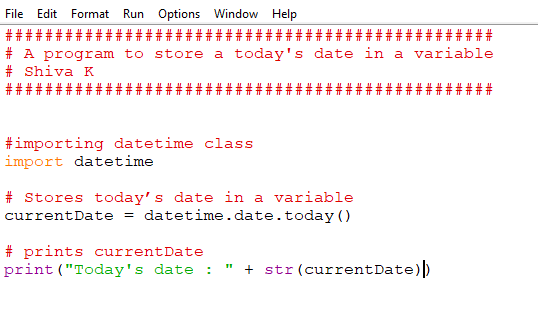 File Edit Format Run Options Window Help
#################################################
# A program to store a today's date in a variable
# Shiva K
#################################################
#importing datetime class
import datetime
# Stores today’s date in a variable
currentDate = datetime.date.today()
# prints currentDate
print("Today's date : " + str(currentDate))